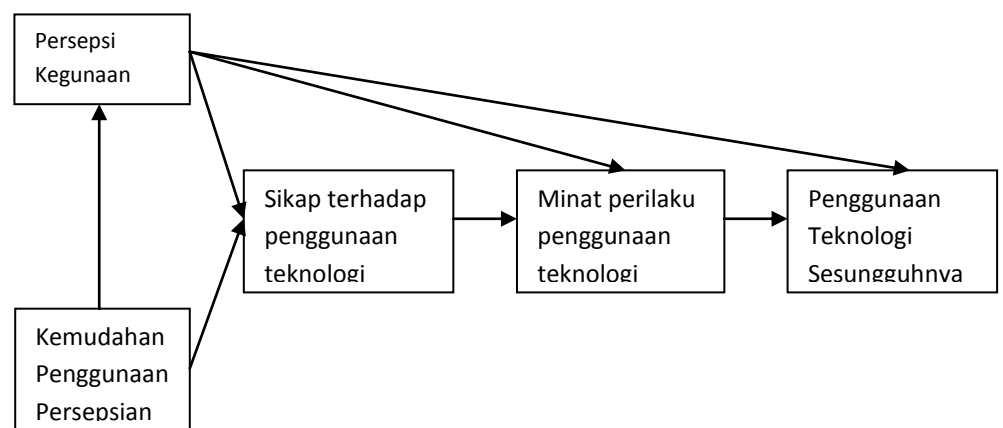 Persepsi
Kegunaan
Sikap terhadap
penggunaan
teknologi
Minat perilaku
penggunaan
teknologi
Penggunaan
Teknologi
Sesungguhnya
Kemudahan
Penggunaan
Persepsian